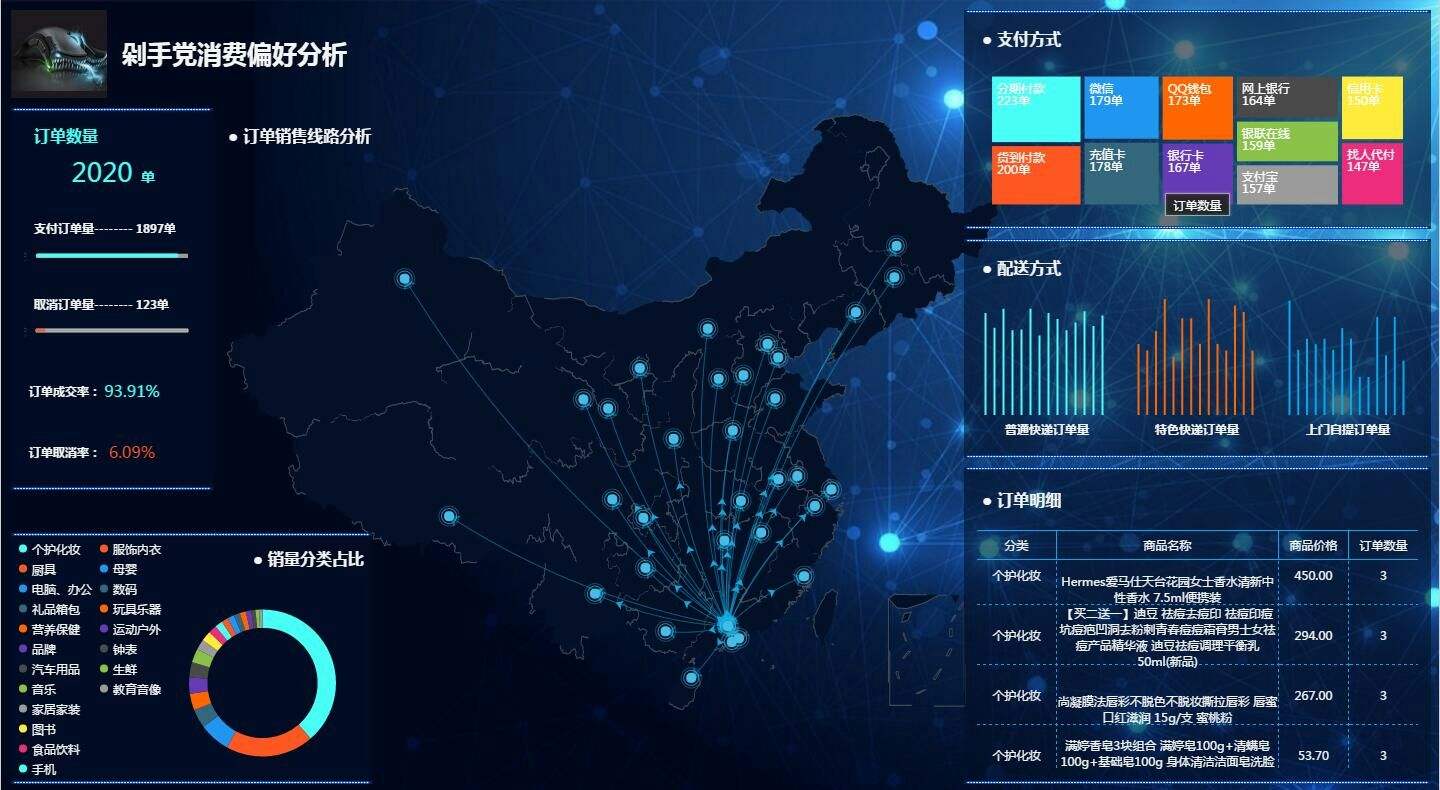 剁手党消费偏好分析
订单数量
2020 单
支付订单量-------- 1897单
取消订单量-------- 123单
订单成交率： 93.91%
订单取消率： 6.09%
● 订单销售线路分析
● 销量分类占比
个护化妆
厨具
电脑、办公
礼品箱包
营养保健
品牌
汽车用品
音乐
家居家装
图书
食品饮料
手机
服饰内衣
母婴
数码
玩具乐器
运动户外
钟表
生鲜
教育音像
● 支付方式
分期付款
223单
货到付款
200单
微信
179单
充值卡
178单
QQ钱包
173单
银行卡
167单
订单数量
网上银行
164单
银联在线
159单
支付宝
157单
信用卡
150单
找人代付
147单
● 配送方式
普通快递订单量
特色快递订单量
上门自提订单量
● 订单明细
分类 商品名称 商品价格 订单数量
个护化妆
Hermes爱马仕天台花园女士香水清新中
性香水 7.5ml便携装
450.00 3
个护化妆
【买二送一】迪豆 祛痘去痘印 祛痘印痘
坑痘疤凹洞去粉刺青春痘痘霜膏男士女祛
痘产品精华液 迪豆祛痘调理平衡乳
50ml(新品)
294.00 3
个护化妆
尚凝膜法唇彩不脱色不脱妆撕拉唇彩 唇蜜
口红滋润 15g/支 蜜桃粉
267.00 3
个护化妆
满婷香皂3块组合 满婷皂100g+清螨皂
100g+基础皂100g 身体清洁洁面皂洗脸
53.70 3